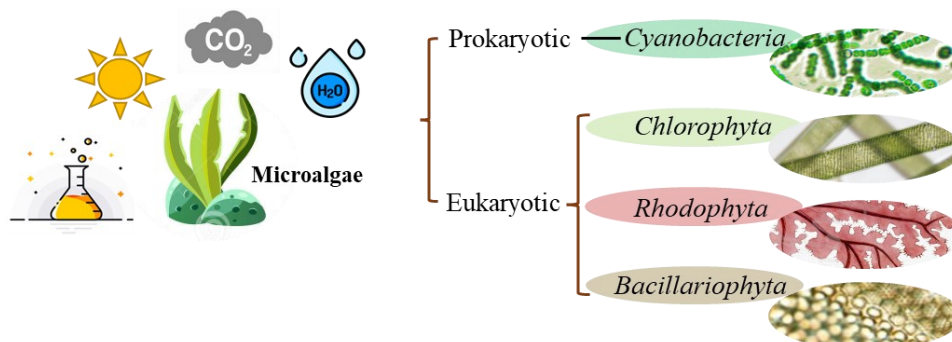 CO2
H2O
Microalgae
Prokaryotic
Cyanobacteria
Chlorophyta
Eukaryotic
Rhodophyta
Bacillariophyta